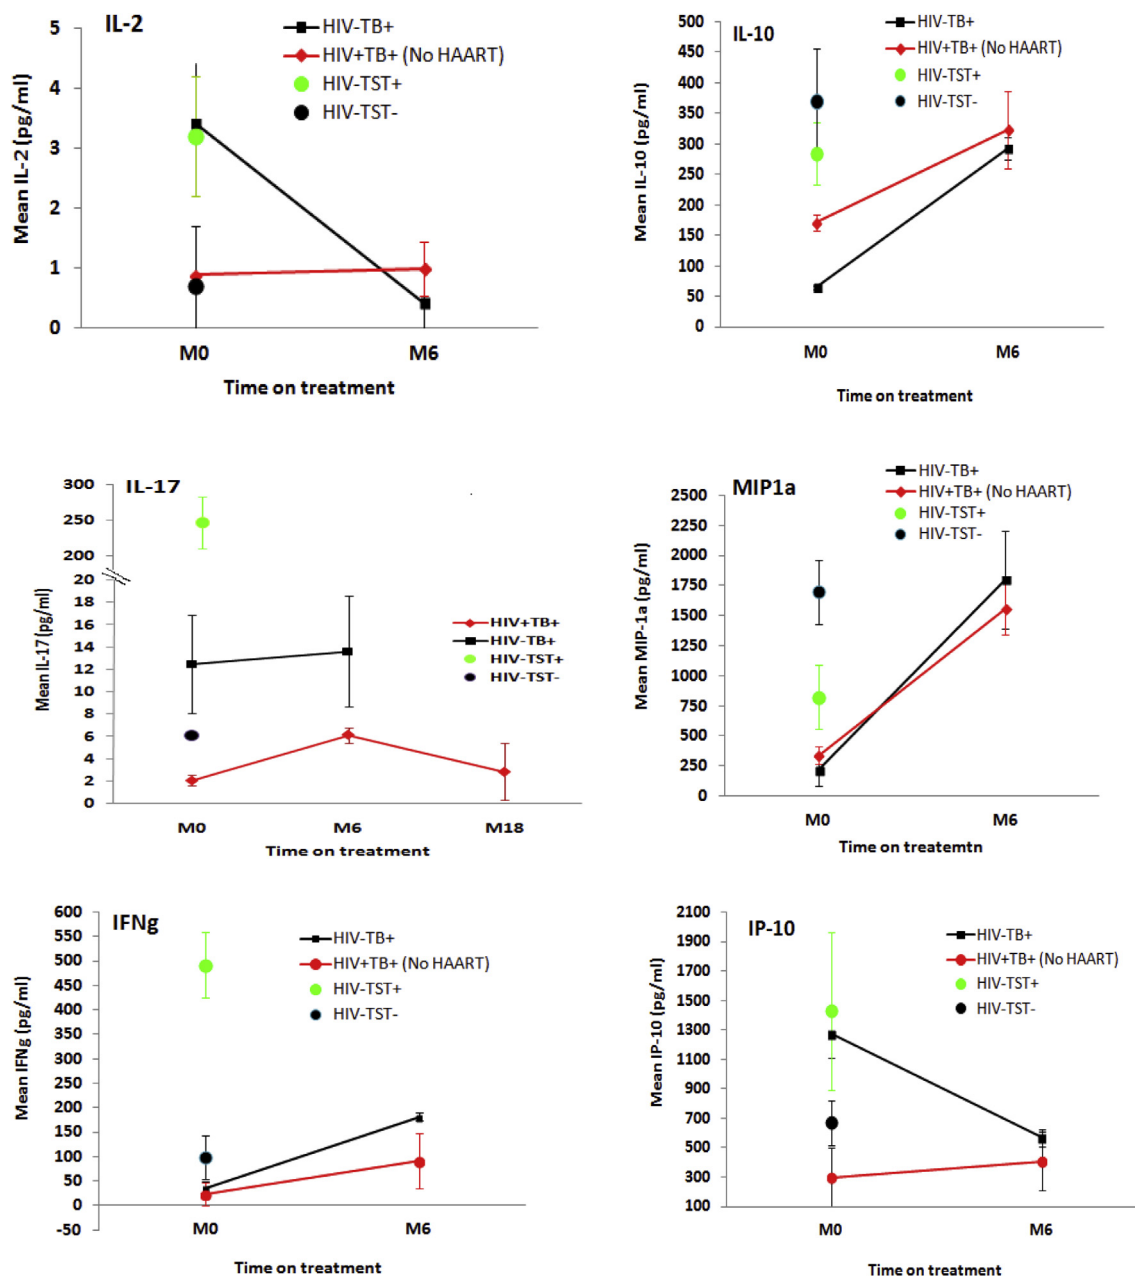 IL-2
HIV-TB+
HIV+TB+ (No HAART)
HIV-TST+
HIV-TST-
Mean IL-2 (pg/ml)
5
4
3
2
1
0
M0
M6
Time on treatment
IL-10
HIV-TB+
HIV+TB+ (No HAART)
HIV-TST+
HIV-TST-
Mean IL-10 (pg/ml)
500
450
400
350
300
250
200
150
100
50
0
M0
M6
Time on treatment
IL-17
HIV+TB+
HIV-TB+
HIV-TST+
HIV-TST-
Mean IL-17 (pg/ml)
300
250
200
20
18
16
14
12
10
8
6
4
2
0
M0
M6
M18
Time on treatment
MIP1a
HIV-TB+
HIV+TB+ (No HAART)
HIV-TST+
HIV-TST-
Mean MIP-1a (pg/ml)
2500
2250
2000
1750
1500
1250
1000
750
500
250
0
M0
M6
Time on treatemtn
IFNg
HIV-TB+
HIV+TB+ (No HAART)
HIV-TST+
HIV-TST-
Mean IFNg (pg/ml)
600
550
500
450
400
350
300
250
200
150
100
50
0
-50
M0
M6
Time on treatment
IP-10
HIV-TB+
HIV+TB+ (No HAART)
HIV-TST+
HIV-TST-
Mean IP-10 (pg/ml)
2100
1900
1700
1500
1300
1100
900
700
500
300
100
M0
M6
Time on treatment